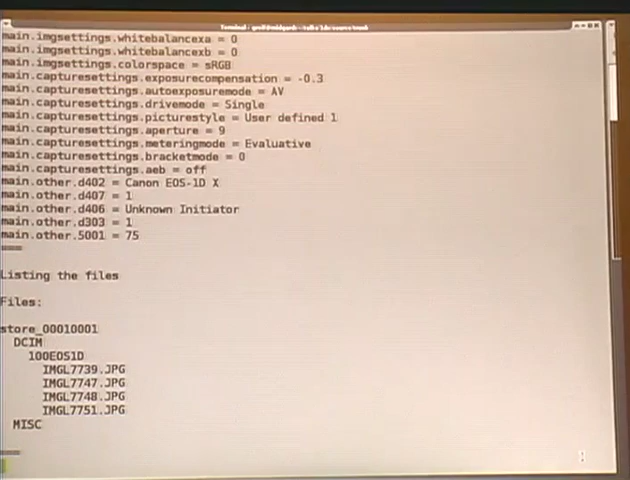 main.imgsettings.whitebalancexa = 0
main.imgsettings.whitebalancexb = 0
main.imgsettings.colorspace = sRGB
main.capturesettings.exposurecompensation = -0.3
main.capturesettings.autoexposuremode = AV
main.capturesettings.drivemode = Single
main.capturesettings.picturestyle = User defined 1
main.capturesettings.aperture = 9
main.capturesettings.meteringmode = Evaluative
main.capturesettings.bracketmode = 0
main.capturesettings.aeb = off
main.other.d402 = Canon EOS-1D X
main.other.d407 = 1
main.other.d406 = Unknown Initiator
main.other.d303 = 1
main.other.5001 = 75
===
Listing the files
Files:
store_00010001
DCIM
100EOS1D
IMGL7739.JPG
IMGL7747.JPG
IMGL7748.JPG
IMGL7751.JPG
MISC
===